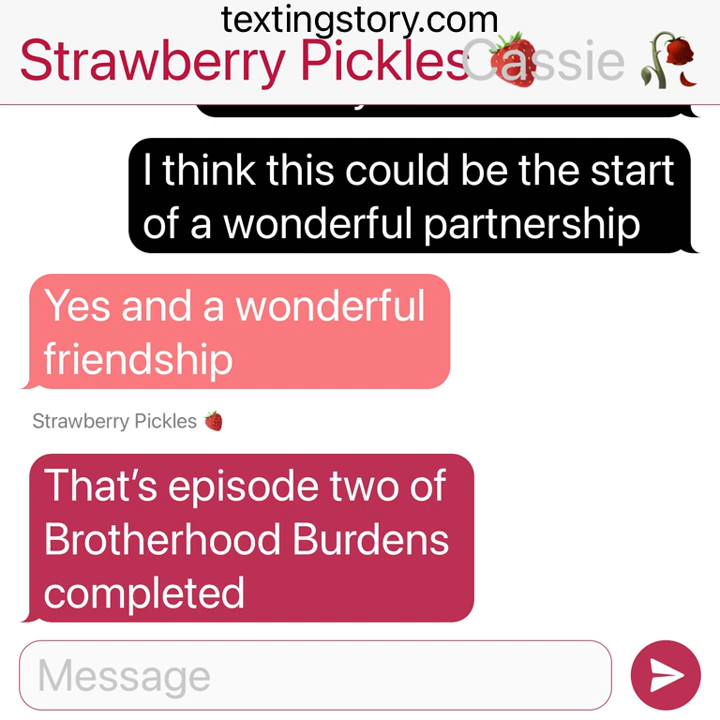 textingstory.com
Strawberry Pickles🍓Cassie 🥀
I think this could be the start
of a wonderful partnership
Yes and a wonderful
friendship
Strawberry Pickles 🍓
That’s episode two of
Brotherhood Burdens
completed
Message